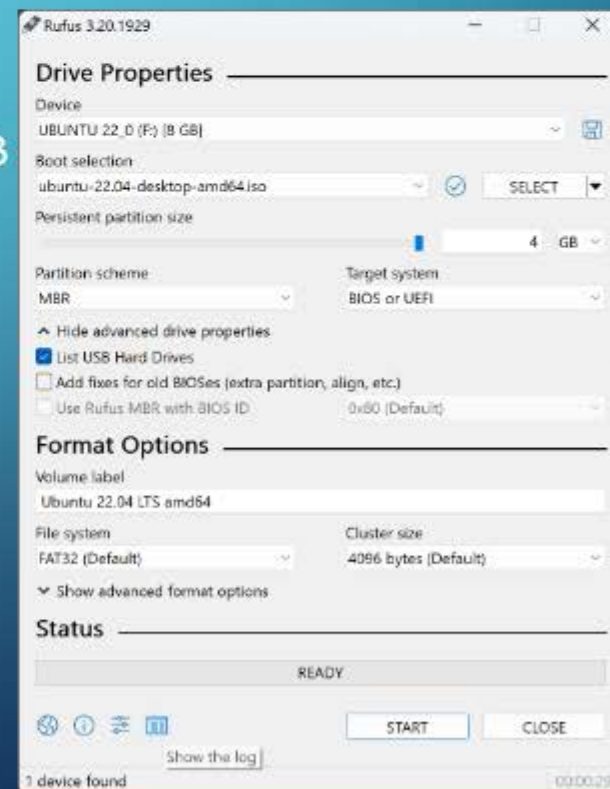 Rufus 3.20.1929
Drive Properties
Device
UBUNTU 22_0 (F:) [8 GB]
Boot selection
ubuntu-22.04-desktop-amd64.iso
SELECT
Persistent partition size
4 GB
Partition scheme Target system
MBR BIOS or UEFI
Hide advanced drive properties
List USB Hard Drives
Add fixes for old BIOSes (extra partition, align, etc.)
Use Rufus MBR with BIOS ID 0x80 (Default)
Format Options
Volume label
Ubuntu 22.04 LTS amd64
File system Cluster size
FAT32 (Default) 4096 bytes (Default)
Show advanced format options
Status
READY
START CLOSE
Show the log
1 device found 00:00:29